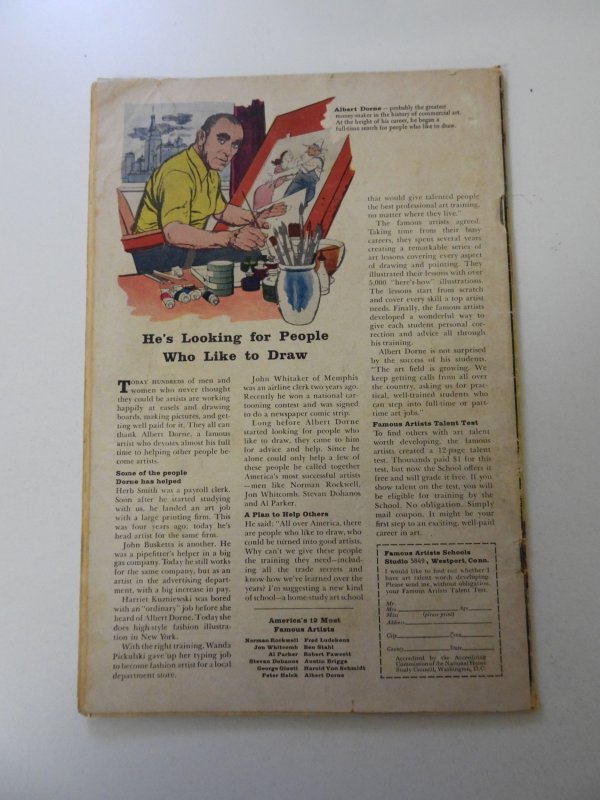 Albert Dorne — probably the greatest
money-maker in the history of commercial art.
At the height of his career, he began a
full-time search for people who like to draw.
He's Looking for People
Who Like to Draw
TODAY HUNDREDS of men and
women who never thought
they could be artists are working
happily at easels and drawing
boards, making pictures, and get-
ting well paid for it. They all can
thank Albert Dorne, a famous
artist who devotes almost his full
time to helping other people be-
come artists.
Some of the people
Dorne has helped
Herb Smith was a payroll clerk.
Soon after he started studying
with us, he landed an art job
with a large printing firm. This
was four years ago; today he's
head artist for the same firm.
John Busketta is another. He
was a pipefitter's helper in a big
gas company. Today he still works
for the same company, but as an
artist in the advertising depart-
ment, with a big increase in pay.
Harriet Kuzniewski was bored
with an "ordinary" job before she
heard of Albert Dorne. Today she
does high-style fashion illustra-
tion in New York.
With the right training, Wanda
Pickulski gave up her typing job
to become fashion artist for a local
department store.
John Whitaker of Memphis
was an airline clerk two years ago.
Recently he won a national car-
tooning contest and was signed
to do a newspaper comic strip.
Long before Albert Dorne
started looking for people who
like to draw, they came to him
for advice and help. Since he
alone could only help a few of
these people he called together
America's most successful artists
—men like Norman Rockwell,
Jon Whitcomb, Stevan Dohanos
and Al Parker.
A Plan to Help Others
He said: "All over America, there
are people who like to draw, who
could be turned into good artists.
Why can't we give these people
the training they need—includ-
ing all the trade secrets and
know-how we've learned over the
years? I'm suggesting a new kind
of school—a home-study art school
America's 12 Most
Famous Artists
Norman Rockwell Fred Ludekens
Jon Whitcomb Ben Stahl
Al Parker Robert Fawcett
Stevan Dohanos Austin Briggs
George Giusti Harold Von Schmidt
Peter Helck Albert Dorne
that would give talented people
the best professional art training,
no matter where they live."
The famous artists agreed.
Taking time from their busy
careers, they spent several years
creating a remarkable series of
art lessons covering every aspect
of drawing and painting. They
illustrated their lessons with over
5,000 "here's-how" illustrations.
The lessons start from scratch
and cover every skill a top artist
needs. Finally, the famous artists
developed a wonderful way to
give each student personal cor-
rection and advice all through
his training.
Albert Dorne is not surprised
by the success of his students.
"The art field is growing. We
keep getting calls from all over
the country, asking us for prac-
tical, well-trained students who
can step into full-time or part-
time art jobs."
Famous Artists Talent Test
To find others with art talent
worth developing, the famous
artists created a 12-page talent
test. Thousands paid $1 for this
test, but now the School offers it
free and will grade it free. If you
show talent on the test, you will
be eligible for training by the
School. No obligation. Simply
mail coupon. It might be your
first step to an exciting, well-paid
career in art.
Famous Artists Schools
Studio 5849, Westport, Conn.
I would like to find out whether I
have art talent worth developing.
Please send me, without obligation,
your Famous Artists Talent Test.
Mr.
Mrs. Age
Miss (please print)
Address
City Zone
County State
Accredited by the Accrediting
Commission of the National Home
Study Council, Washington, D.C.